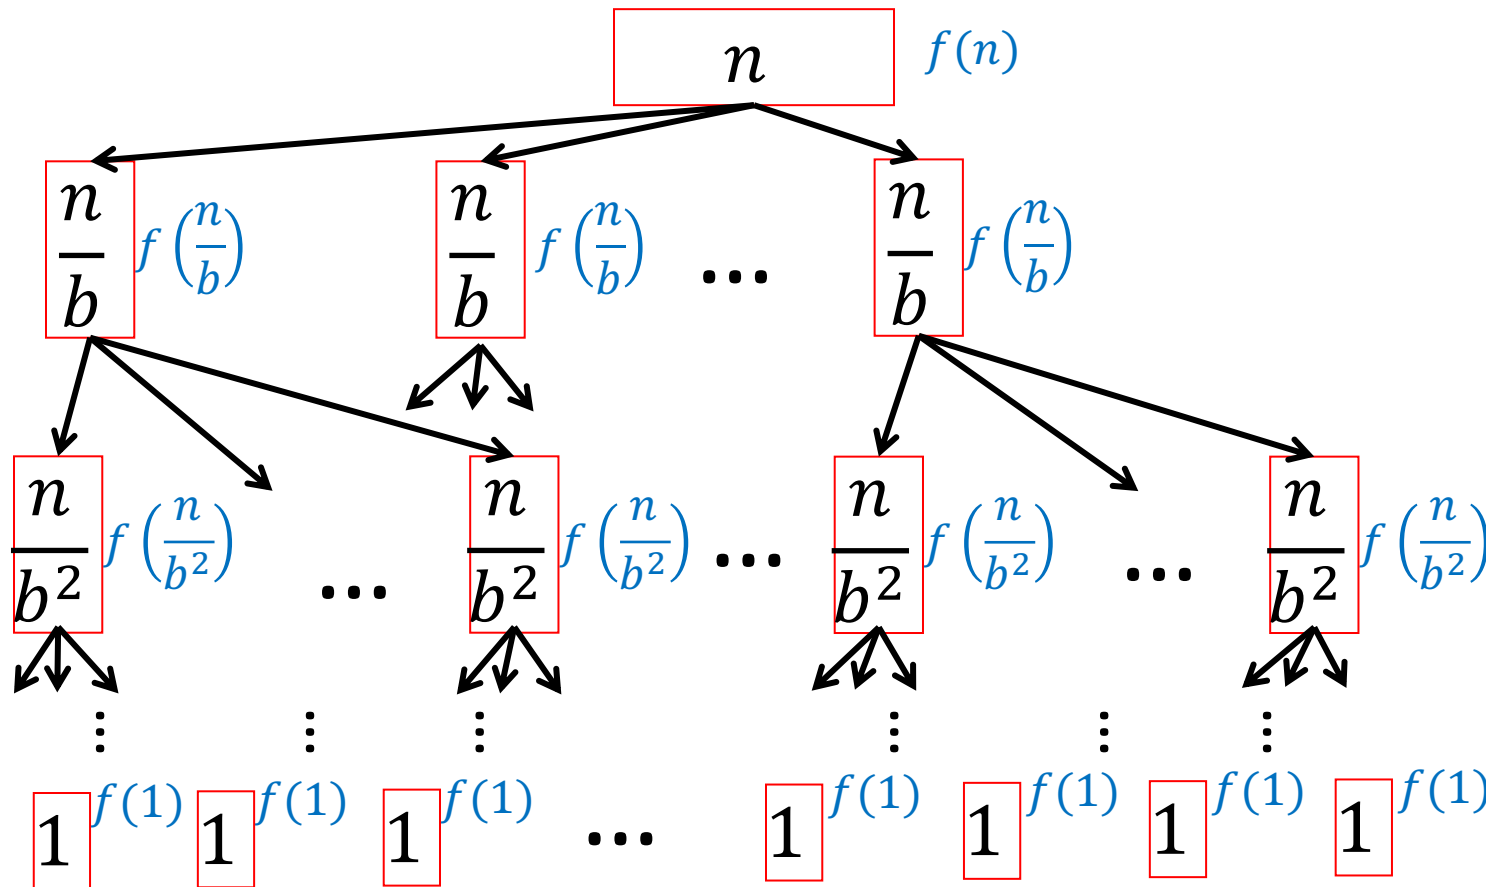 n f(n)
n/b f(n/b) n/b f(n/b) ... n/b f(n/b)
n/b² f(n/b²) ... n/b² f(n/b²) ... n/b² f(n/b²) ... n/b² f(n/b²)
⋮ ⋮ ⋮ ⋮ ⋮ ⋮
1 f(1) 1 f(1) 1 f(1) ... 1 f(1) 1 f(1) 1 f(1) 1 f(1)